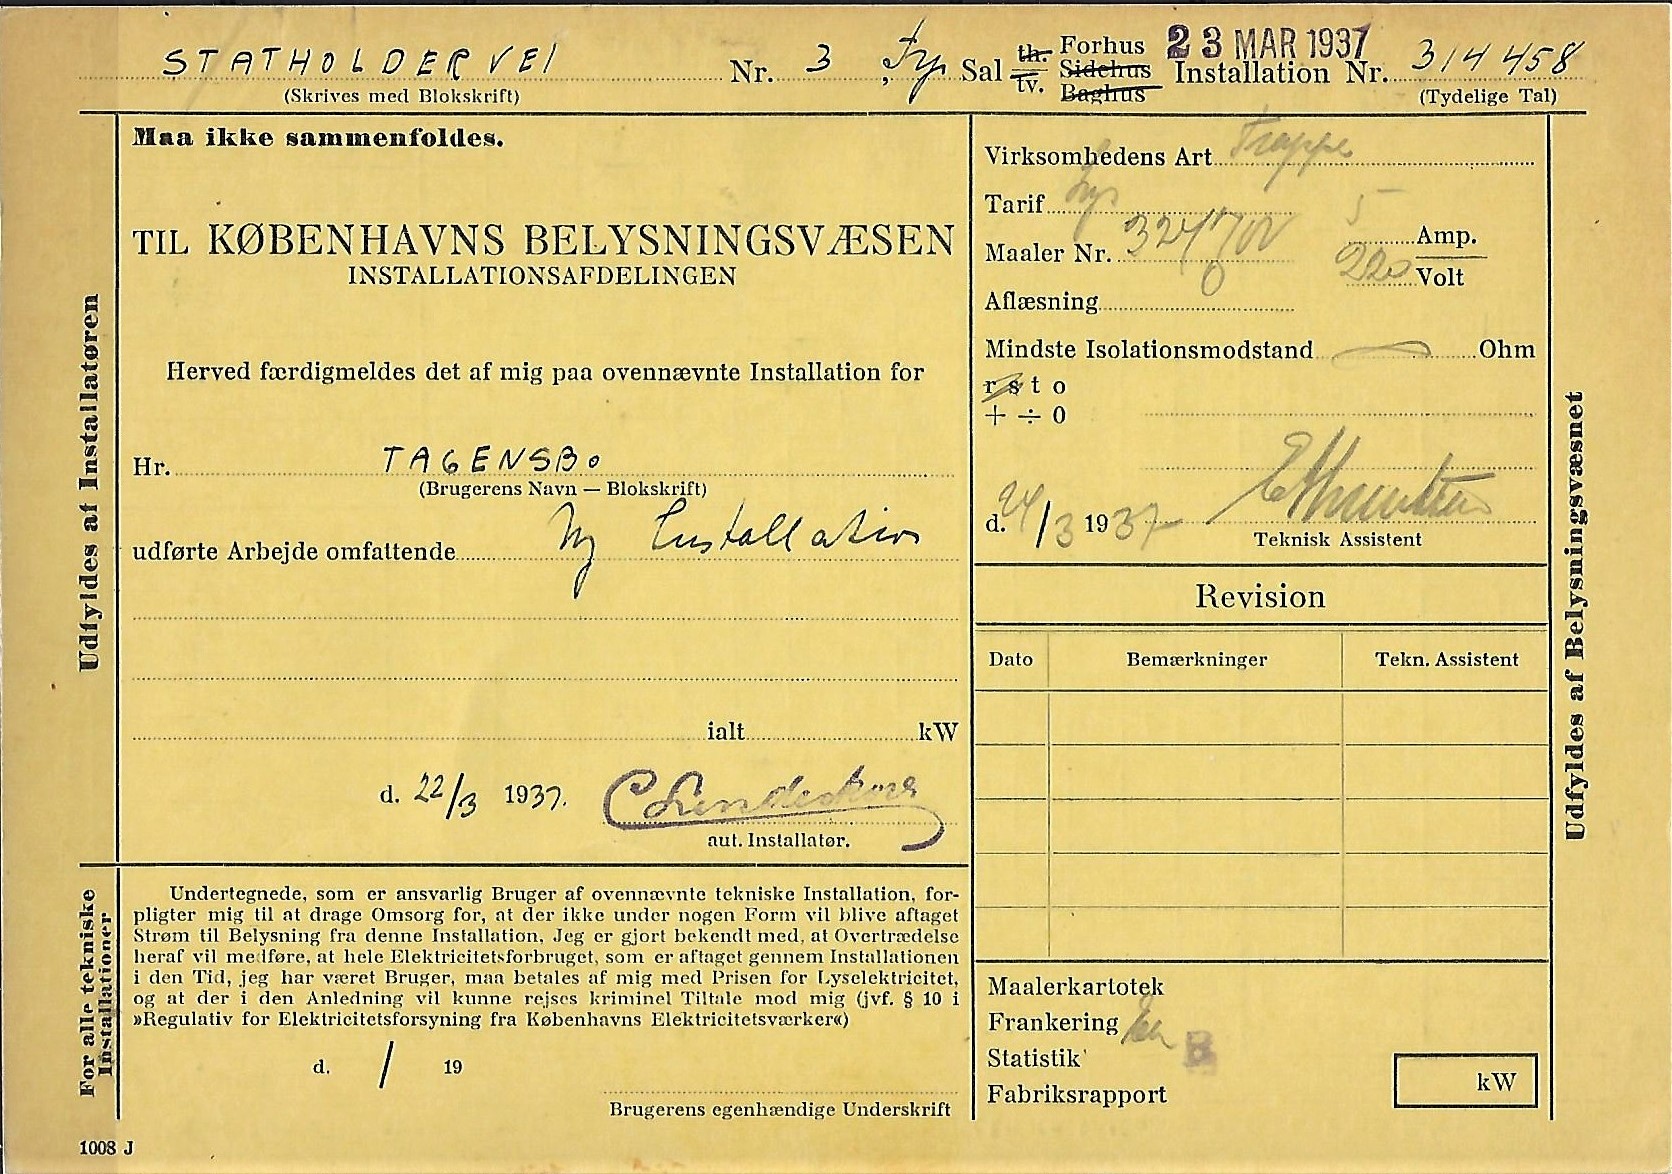 23 MAR 1937
STATHOLDERVEI Nr. 3, Sal th. tv. Forhus Sidehus Baghus Installation Nr. 314458
(Skrives med Blokskrift) (Tydelige Tal)
Maa ikke sammenfoldes.
TIL KØBENHAVNS BELYSNINGSVÆSEN
INSTALLATIONSAFDELINGEN
Herved færdigmeldes det af mig paa ovennævnte Installation for
Hr. TAGENSBO
(Brugerens Navn — Blokskrift)
udførte Arbejde omfattende Ny Installation
ialt kW
d. 22/3 1937.
aut. Installatør.
Udfyldes af Installatøren
Undertegnede, som er ansvarlig Bruger af ovennævnte tekniske Installation, for-
pligter mig til at drage Omsorg for, at der ikke under nogen Form vil blive aftaget
Strøm til Belysning fra denne Installation. Jeg er gjort bekendt med, at Overtrædelse
heraf vil medføre, at hele Elektricitetsforbruget, som er aftaget gennem Installationen
i den Tid, jeg har været Bruger, maa betales af mig med Prisen for Lyselektricitet,
og at der i den Anledning vil kunne rejses kriminel Tiltale mod mig (jvf. § 10 i
»Regulativ for Elektricitetsforsyning fra Københavns Elektricitetsværker«)
d. / 19
Brugerens egenhændige Underskrift
For alle tekniske
Installationer
1008 J
Virksomhedens Art Trappe
Tarif Lys
Maaler Nr. 5 Amp.
220 Volt
Aflæsning 0
Mindste Isolationsmodstand Ohm
r s t o
+ ÷ 0
d. 24/3 1937
Teknisk Assistent
Revision
Dato Bemærkninger Tekn. Assistent
Maalerkartotek
Frankering
Statistik B
Fabriksrapport kW
Udfyldes af Belysningsvæsnet